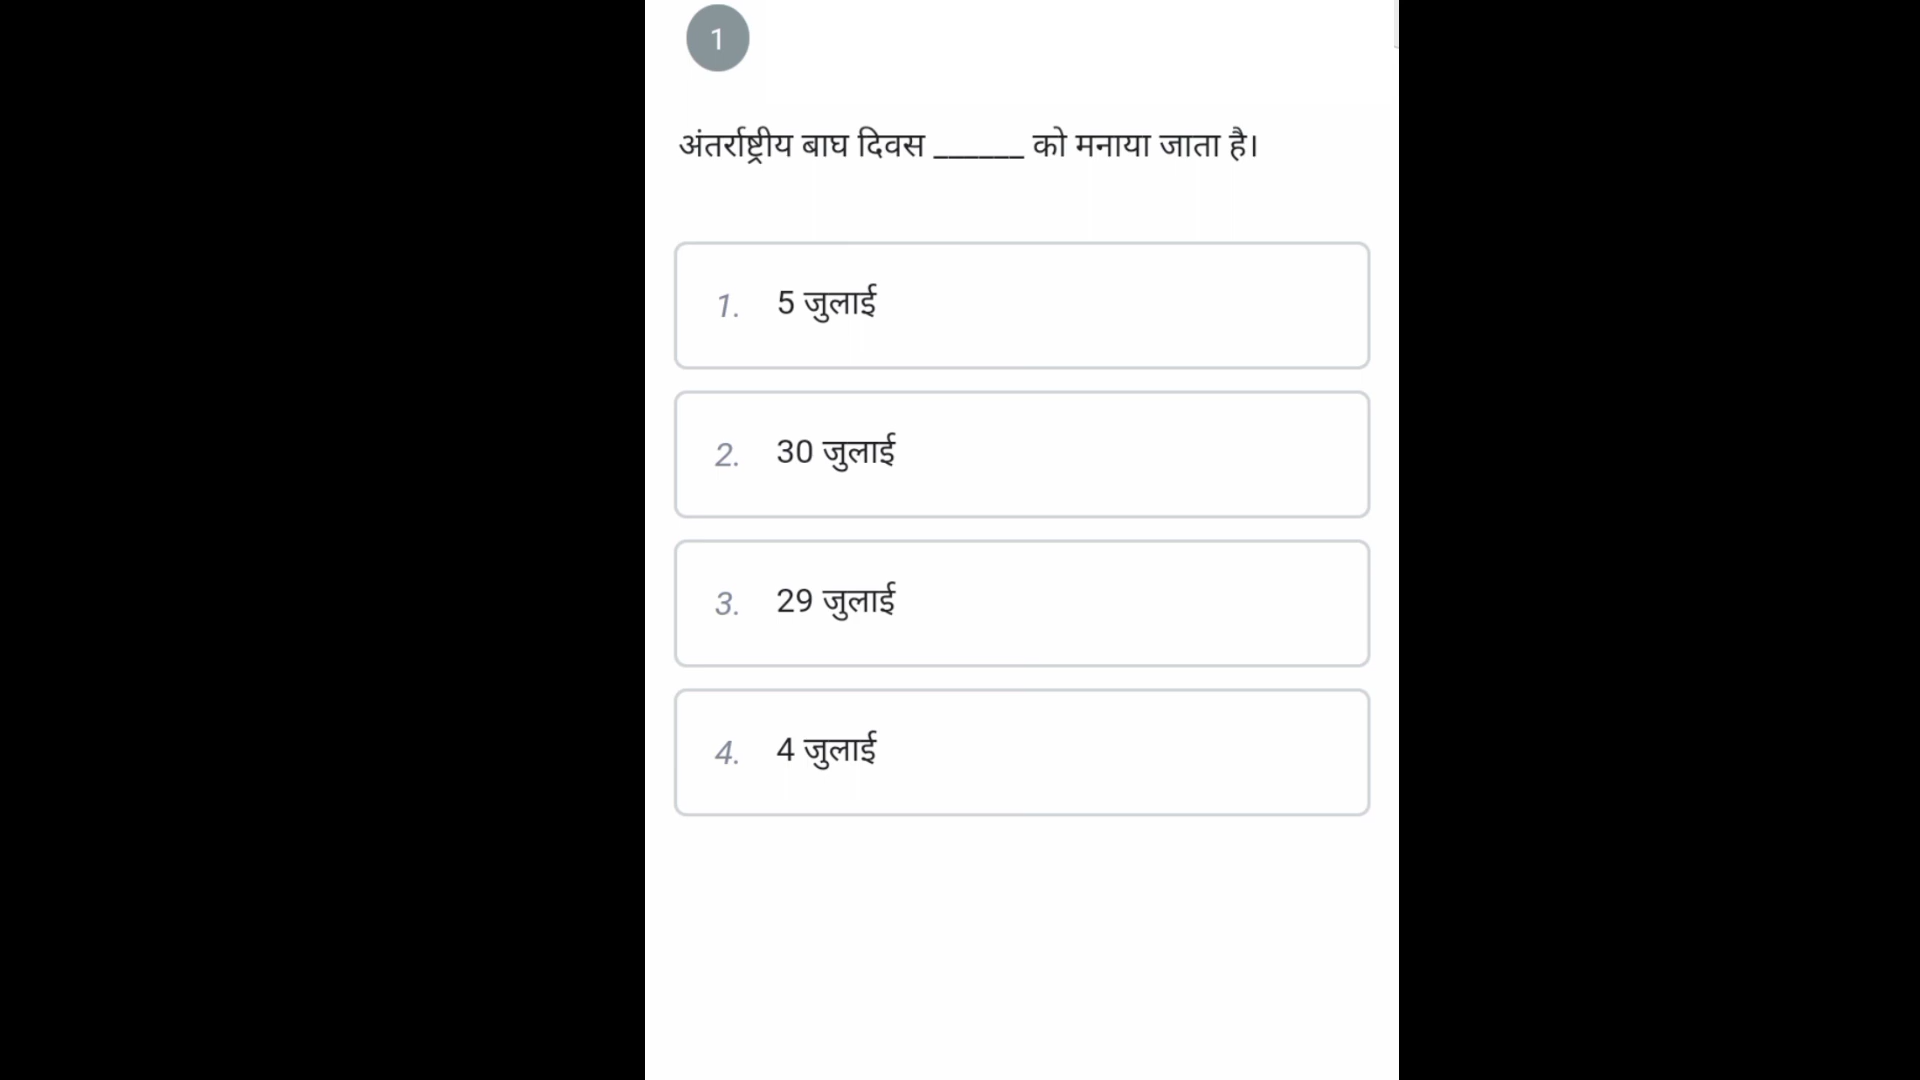 1
अंतर्राष्ट्रीय बाघ दिवस ______ को मनाया जाता है।
1. 5 जुलाई
2. 30 जुलाई
3. 29 जुलाई
4. 4 जुलाई